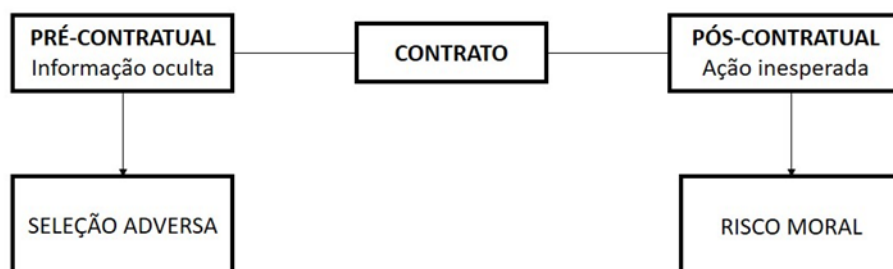 PRÉ-CONTRATUAL
Informação oculta
CONTRATO
PÓS-CONTRATUAL
Ação inesperada
SELEÇÃO ADVERSA
RISCO MORAL